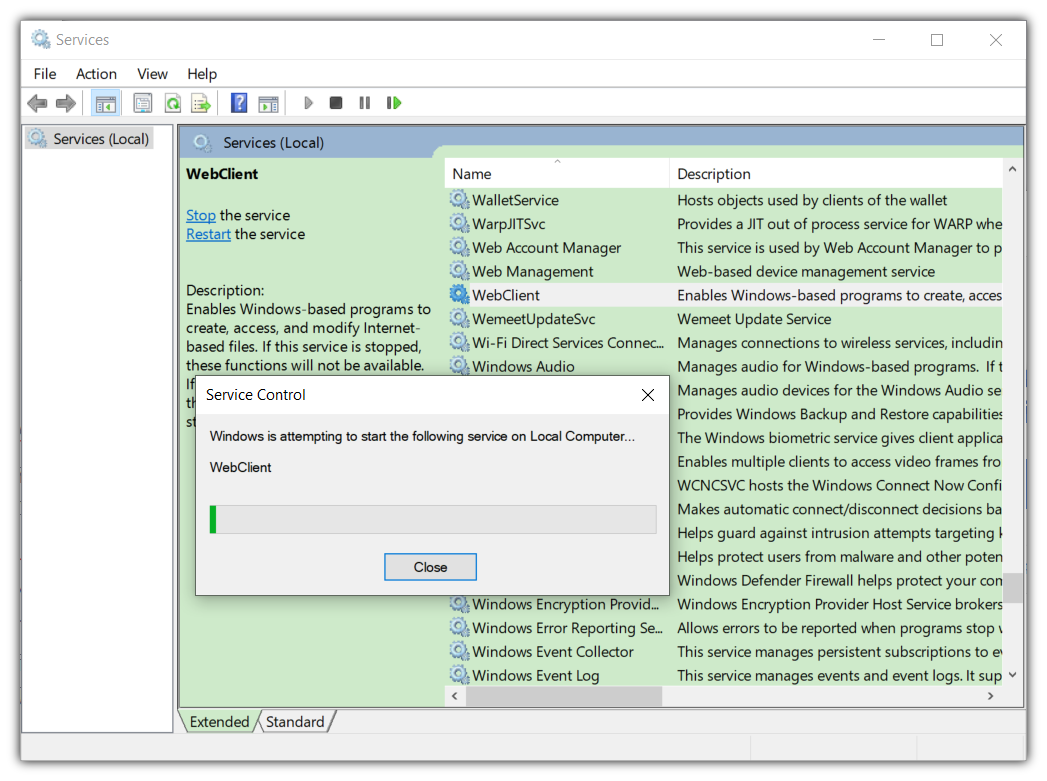 Services
File Action View Help
Services (Local)
Services (Local)
WebClient
Stop the service
Restart the service
Description:
Enables Windows-based programs to
create, access, and modify Internet-
based files. If this service is stopped,
these functions will not be available.
If
th
st
Name Description
WalletService Hosts objects used by clients of the wallet
WarpJITSvc Provides a JIT out of process service for WARP whe
Web Account Manager This service is used by Web Account Manager to p
Web Management Web-based device management service
WebClient Enables Windows-based programs to create, acces
WemeetUpdateSvc Wemeet Update Service
Wi-Fi Direct Services Connec... Manages connections to wireless services, includin
Windows Audio Manages audio for Windows-based programs. If t
Manages audio devices for the Windows Audio se
Provides Windows Backup and Restore capabilities
The Windows biometric service gives client applica
Enables multiple clients to access video frames fro
WCNCSVC hosts the Windows Connect Now Confi
Makes automatic connect/disconnect decisions ba
Helps guard against intrusion attempts targeting k
Helps protect users from malware and other poten
Windows Defender Firewall helps protect your con
Windows Encryption Provid... Windows Encryption Provider Host Service brokers
Windows Error Reporting Se... Allows errors to be reported when programs stop w
Windows Event Collector This service manages persistent subscriptions to ev
Windows Event Log This service manages events and event logs. It sup
Service Control
Windows is attempting to start the following service on Local Computer...
WebClient
Close
Extended Standard